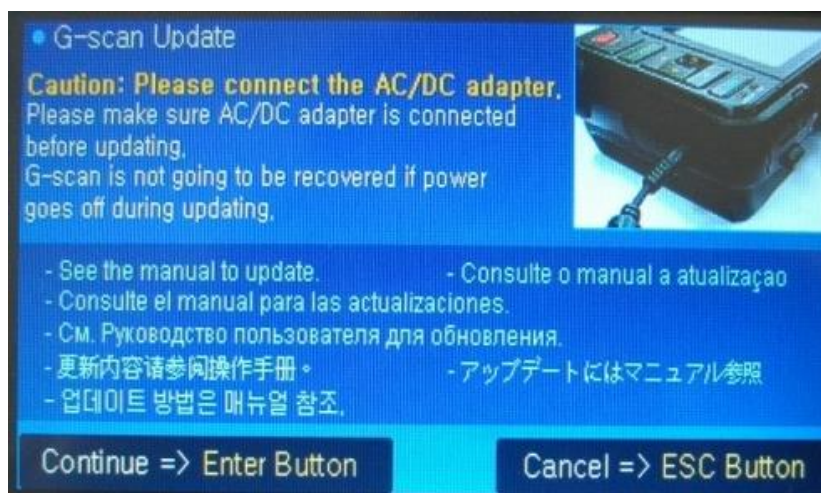 G-scan Update
Caution: Please connect the AC/DC adapter.
Please make sure AC/DC adapter is connected
before updating.
G-scan is not going to be recovered if power
goes off during updating.
- See the manual to update. - Consulte o manual a atualizaçao
- Consulte el manual para las actualizaciones.
- См. Руководство пользователя для обновления.
- 更新内容请参阅操作手册。 - アップデートにはマニュアル参照
- 업데이트 방법은 매뉴얼 참조.
Continue => Enter Button Cancel => ESC Button